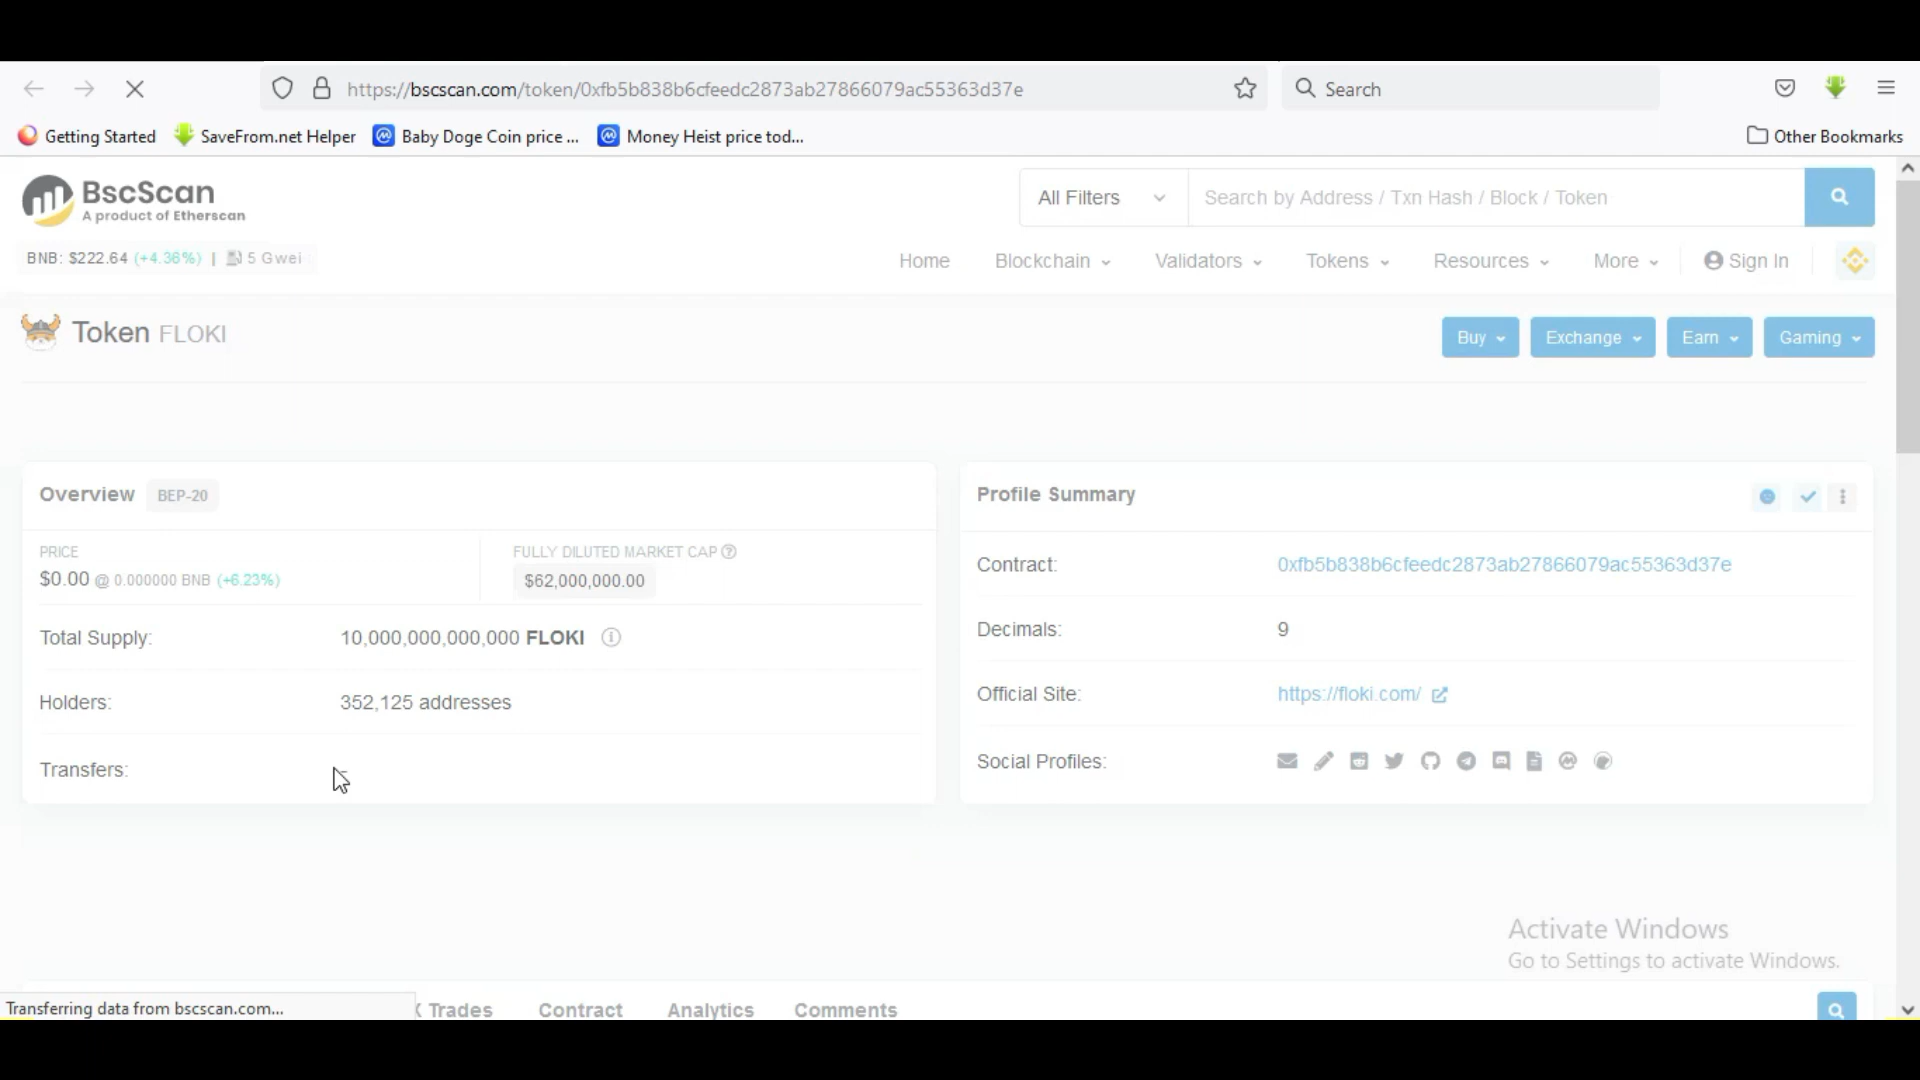 https://bscscan.com/token/0xfb5b838b6cfeedc2873ab27866079ac55363d37e
Search
Getting Started
SaveFrom.net Helper
Baby Doge Coin price ...
Money Heist price tod...
Other Bookmarks
BscScan
A product of Etherscan
All Filters
Search by Address / Txn Hash / Block / Token
BNB: $222.64 (+4.36%) | 5 Gwei
Home
Blockchain
Validators
Tokens
Resources
More
Sign In
Token FLOKI
Buy
Exchange
Earn
Gaming
Overview BEP-20
PRICE
$0.00 @ 0.000000 BNB (+6.23%)
FULLY DILUTED MARKET CAP
$62,000,000.00
Total Supply: 10,000,000,000,000 FLOKI
Holders: 352,125 addresses
Transfers: -
Profile Summary
Contract: 0xfb5b838b6cfeedc2873ab27866079ac55363d37e
Decimals: 9
Official Site: https://floki.com/
Social Profiles:
Activate Windows
Go to Settings to activate Windows.
Transferring data from bscscan.com...
Trades
Contract
Analytics
Comments